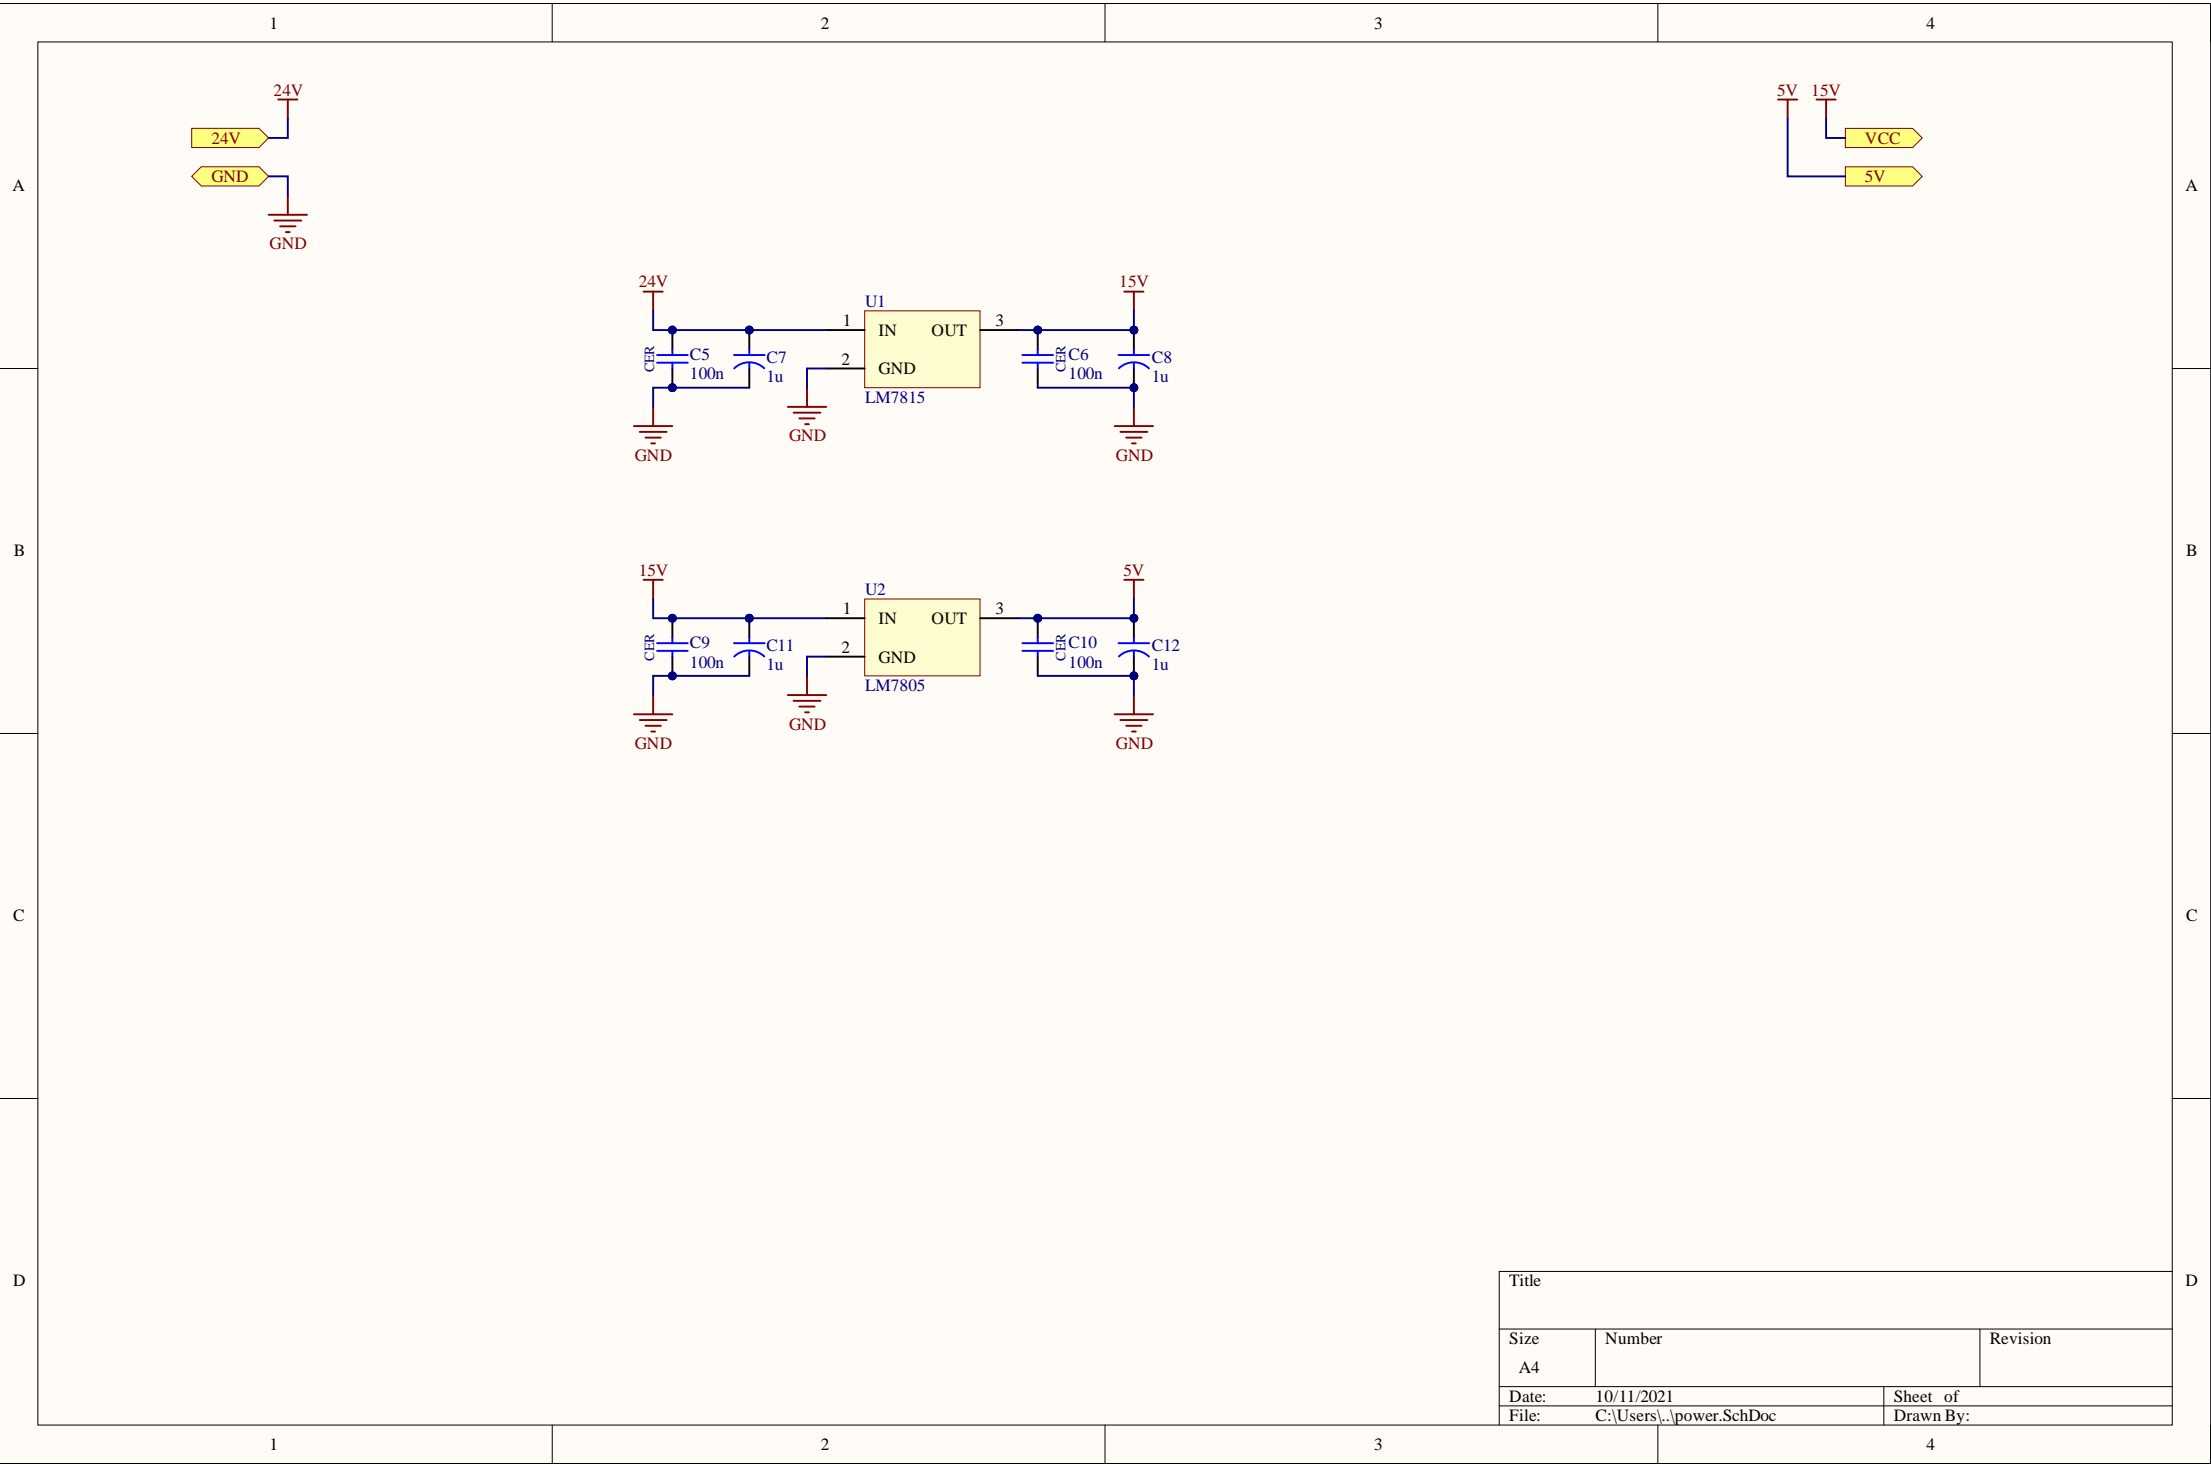 1 2 3 4
24V
24V
GND
GND
5V 15V
VCC
5V
A A
24V
15V
U1
1 IN OUT 3
2 GND
CER C5 100n
C7 1u
CER C6 100n
C8 1u
LM7815
GND
GND
GND
B B
15V
5V
U2
1 IN OUT 3
2 GND
CER C9 100n
C11 1u
CER C10 100n
C12 1u
LM7805
GND
GND
GND
C C
D D
Title
Size Number Revision
A4
Date: 10/11/2021 Sheet of
File: C:\Users\..\power.SchDoc Drawn By:
1 2 3 4